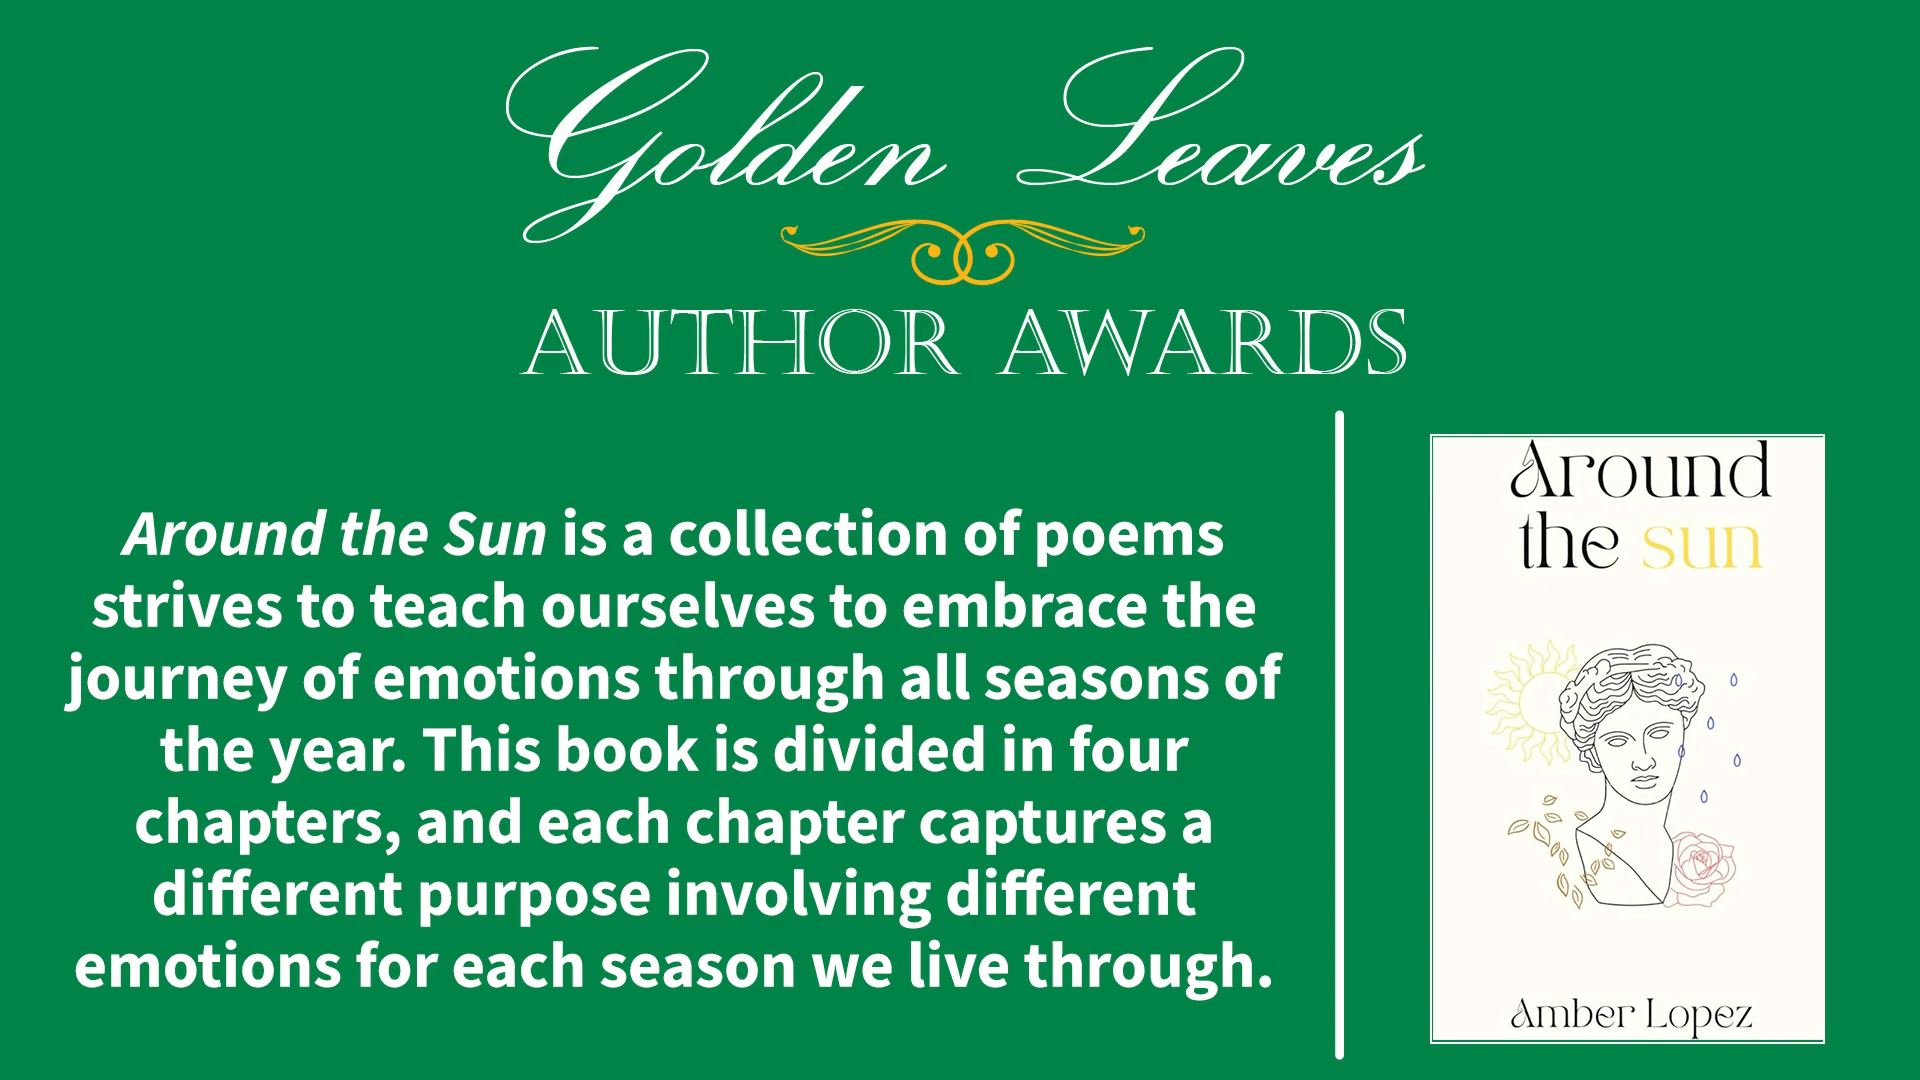 Golden Leaves
AUTHOR AWARDS
Around the Sun is a collection of poems
strives to teach ourselves to embrace the
journey of emotions through all seasons of
the year. This book is divided in four
chapters, and each chapter captures a
different purpose involving different
emotions for each season we live through.
Around
the sun
Amber Lopez